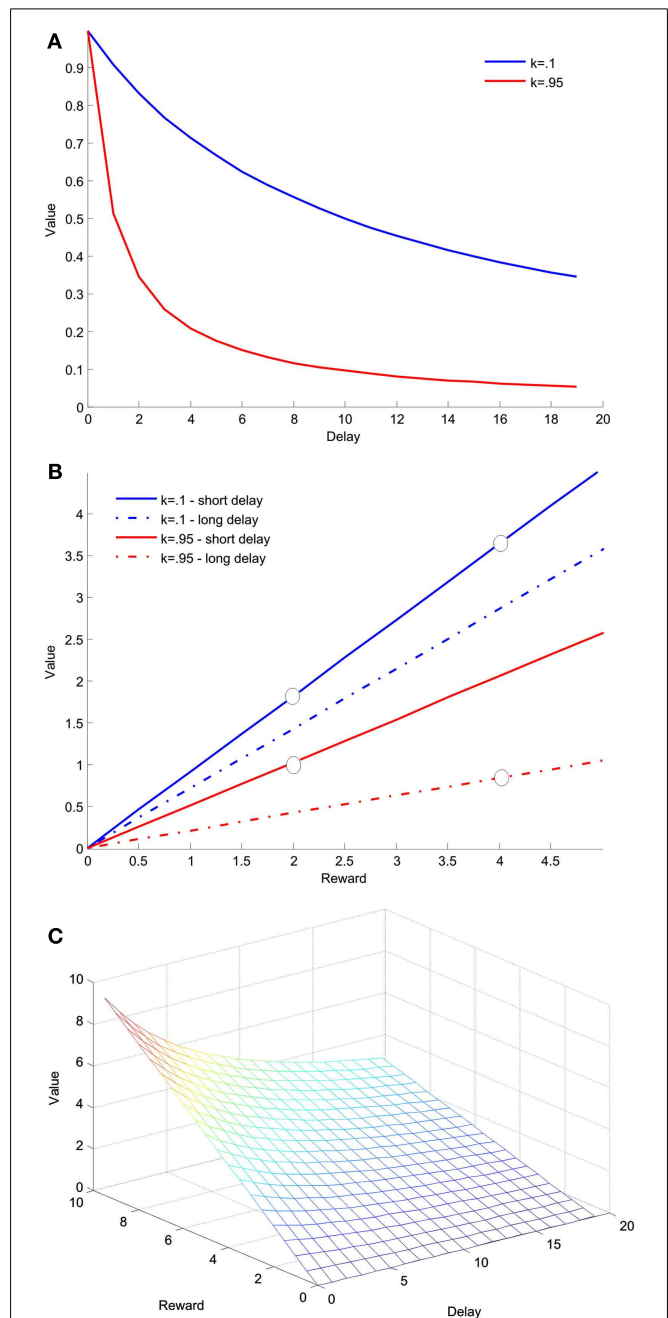 A
k=.1
k=.95
0.9
0.8
0.7
0.6
0.5
0.4
0.3
0.2
0.1
0
0 2 4 6 8 10 12 14 16 18 20
Value
Delay
B
k=.1 - short delay
k=.1 - long delay
k=.95 - short delay
k=.95 - long delay
4
3.5
3
2.5
2
1.5
1
0.5
0
0 0.5 1 1.5 2 2.5 3 3.5 4 4.5
Value
Reward
C
10
8
6
4
2
0
Value
10
8
6
4
2
0
Reward
0
5
10
15
20
Delay